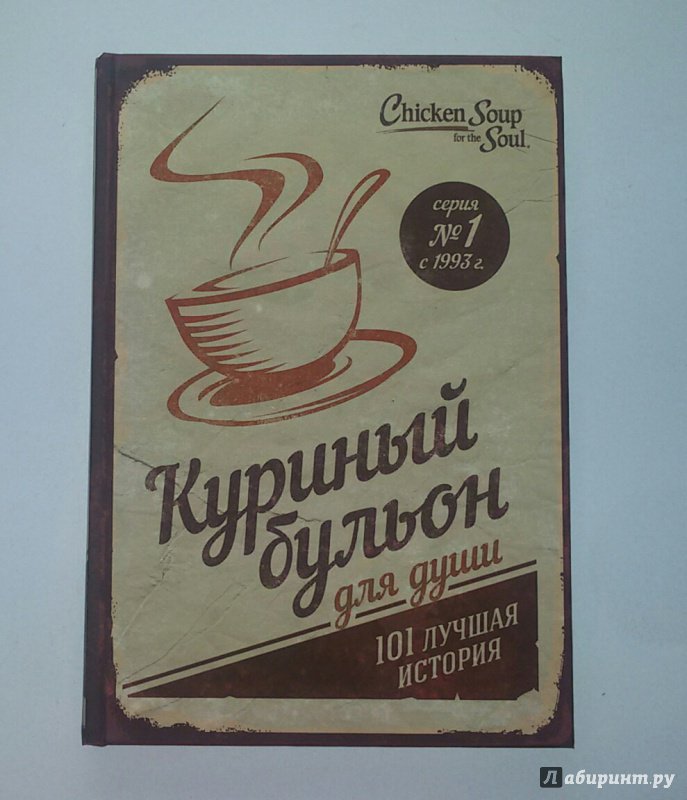 Chicken Soup
for the Soul®
серия
№1
с 1993 г.
Куриный
бульон
для души
101 ЛУЧШАЯ
ИСТОРИЯ
Лабиринт.ру